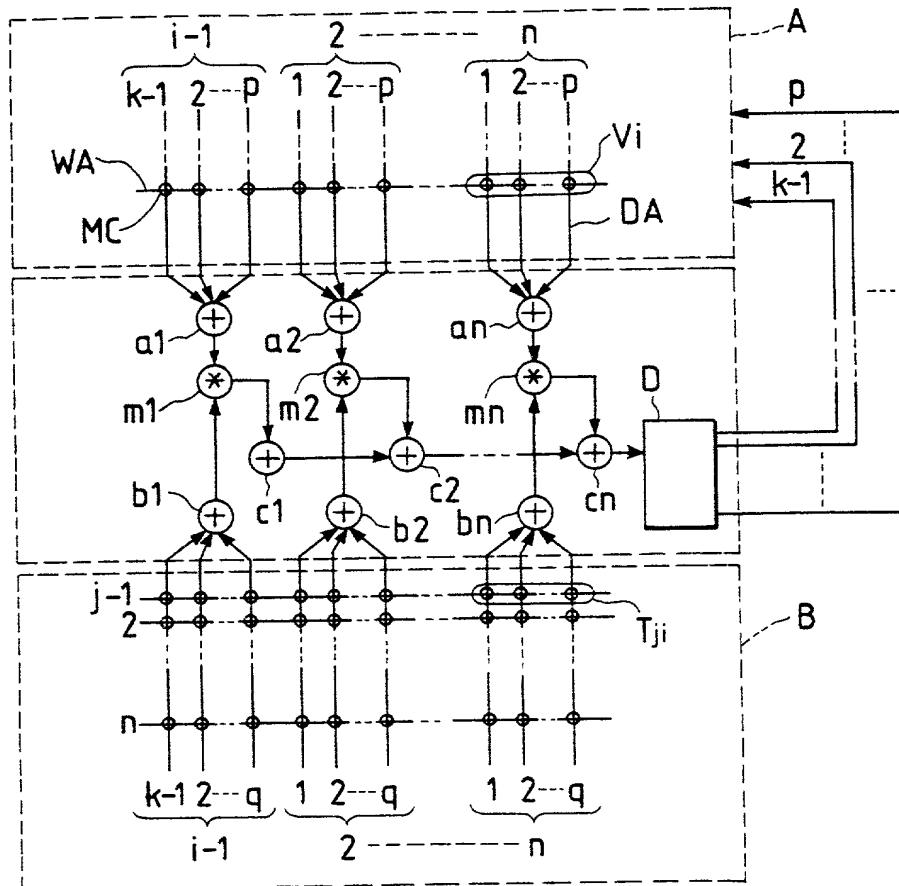 A
i-1 2 n
k-1 2 p 1 2 p 1 2 p
p
2
k-1
WA
MC
Vi
DA
a1 a2 an
m1 m2 mn
D
c1 c2 cn
b1 b2 bn
j-1
2
n
Tji
B
k-1 2 q 1 2 q 1 2 q
i-1 2 n